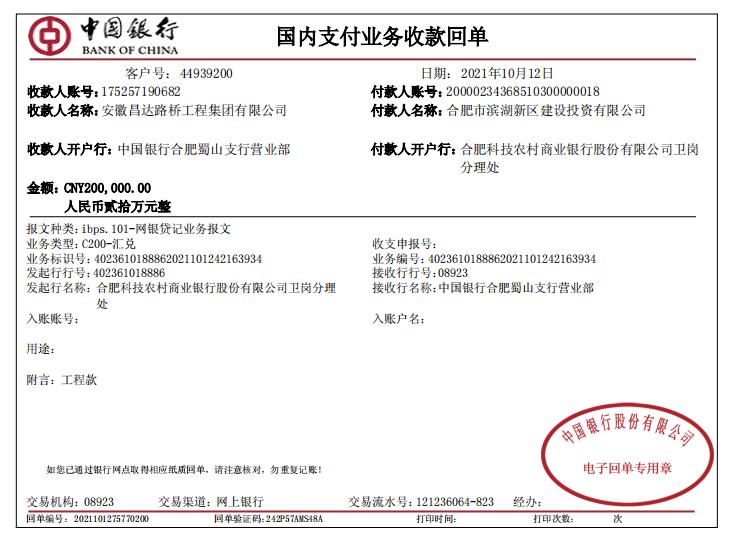 中国银行 国内支付业务收款回单
BANK OF CHINA
客户号：44939200 日期：2021年10月12日
收款人账号：175257190682 付款人账号：20000234368510300000018
收款人名称：安徽昌达路桥工程集团有限公司 付款人名称：合肥市滨湖新区建设投资有限公司
收款人开户行：中国银行合肥蜀山支行营业部 付款人开户行：合肥科技农村商业银行股份有限公司卫岗
分理处
金额：CNY200,000.00
人民币贰拾万元整
报文种类：ibps.101-网银贷记业务报文
业务类型：C200-汇兑 收支申报号：
业务标识号：4023610188862021101242163934 业务编号：4023610188862021101242163934
发起行行号：402361018886 接收行行号：08923
发起行名称：合肥科技农村商业银行股份有限公司卫岗分理 接收行名称：中国银行合肥蜀山支行营业部
处
入账账号： 入账户名：
用途：
附言：工程款
中国银行股份有限公司
电子回单专用章
如您已通过银行网点取得相应纸质回单，请注意核对，勿重复记账！
交易机构：08923 交易渠道：网上银行 交易流水号：121236064-823 经办：
回单编号：2021101275770200 回单验证码：242P57AMS48A 打印时间： 打印次数： 次